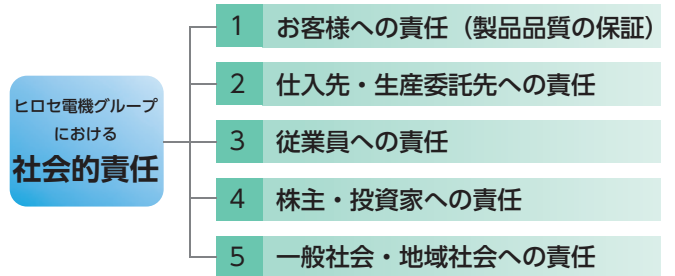 ヒロセ電機グループ
における
社会的責任
1 お客様への責任（製品品質の保証）
2 仕入先・生産委託先への責任
3 従業員への責任
4 株主・投資家への責任
5 一般社会・地域社会への責任